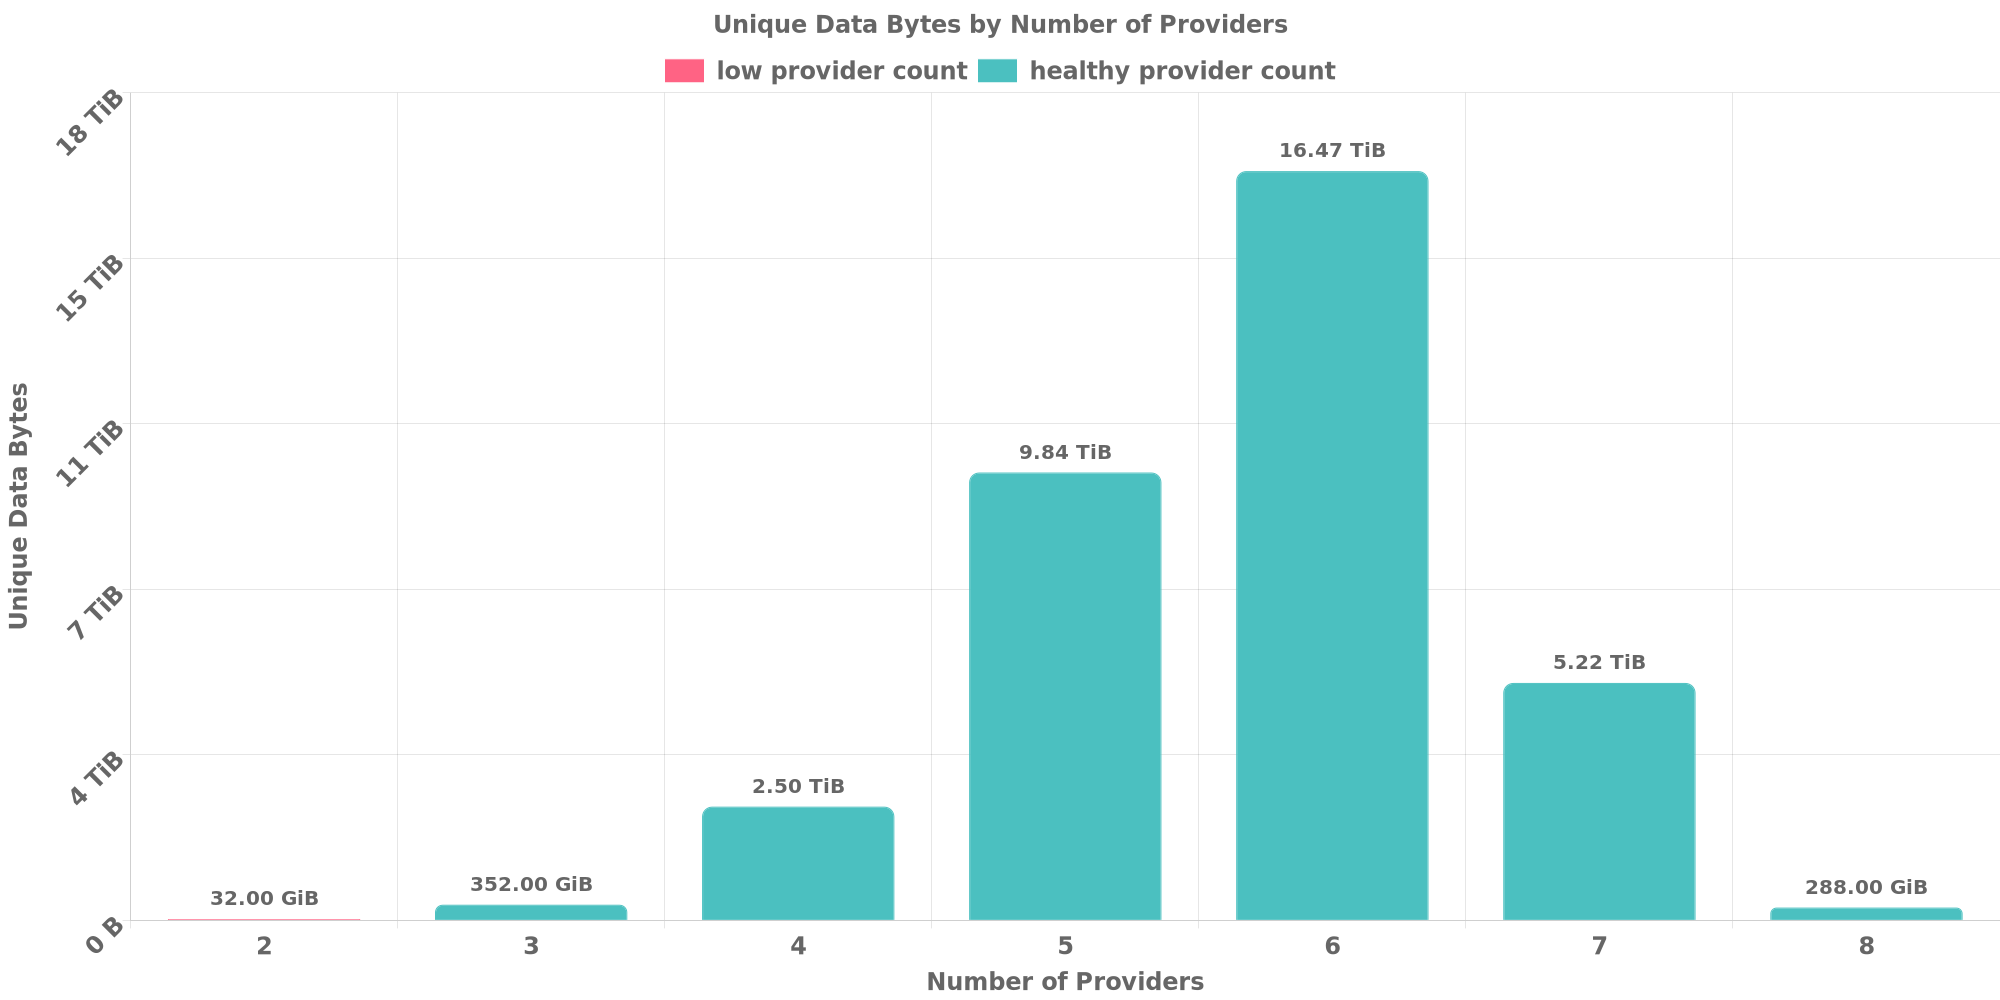 Unique Data Bytes by Number of Providers
low provider count healthy provider count
18 TiB
15 TiB
11 TiB
7 TiB
4 TiB
0 B
Unique Data Bytes
32.00 GiB
352.00 GiB
2.50 TiB
9.84 TiB
16.47 TiB
5.22 TiB
288.00 GiB
2 3 4 5 6 7 8
Number of Providers